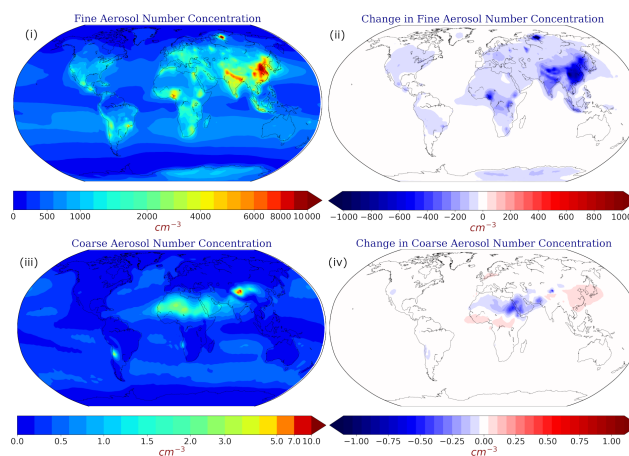 Fine Aerosol Number Concentration
Change in Fine Aerosol Number Concentration
(i)
(ii)
0 500 1000 2000 4000 6000 8000 10000
cm⁻³
−1000 −800 −600 −400 −200 0 200 400 600 800 1000
cm⁻³
Coarse Aerosol Number Concentration
Change in Coarse Aerosol Number Concentration
(iii)
(iv)
0.0 0.5 1.0 1.5 2.0 3.0 5.0 7.0 10.0
cm⁻³
−1.00 −0.75 −0.50 −0.25 0.00 0.25 0.50 0.75 1.00
cm⁻³